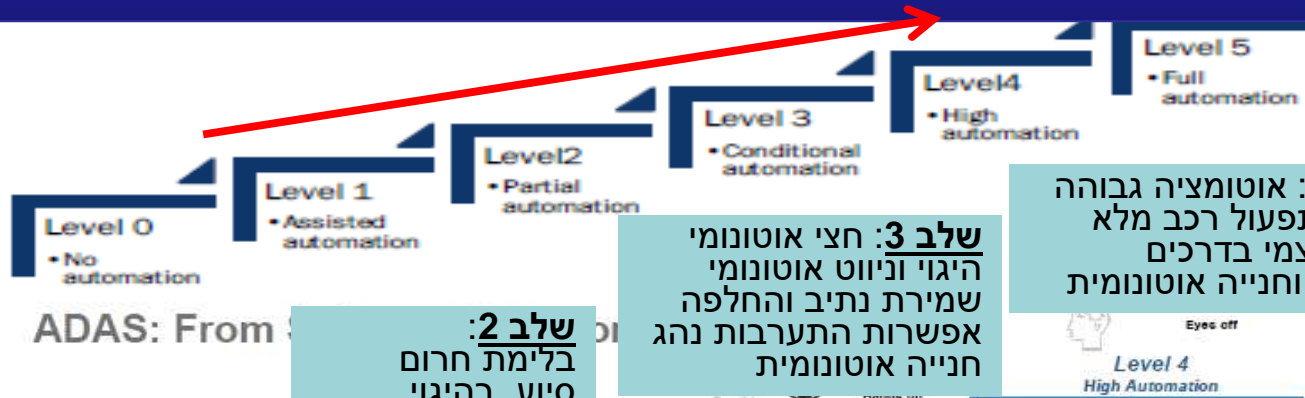 Level 0
• No
automation
Level 1
• Assisted
automation
Level2
• Partial
automation
Level 3
• Conditional
automation
Level4
• High
automation
Level 5
• Full
automation
ADAS: From
שלב 2:
בלימת חרום
סיוע בהיגוי
שלב 3: חצי אוטונומי
היגוי וניווט אוטונומי
שמירת נתיב והחלפה
אפשרות התערבות נהג
חנייה אוטונומית
: אוטומציה גבוהה
תפעול רכב מלא
צמי בדרכים
וחנייה אוטונומית
Eyes off
Level 4
High Automation